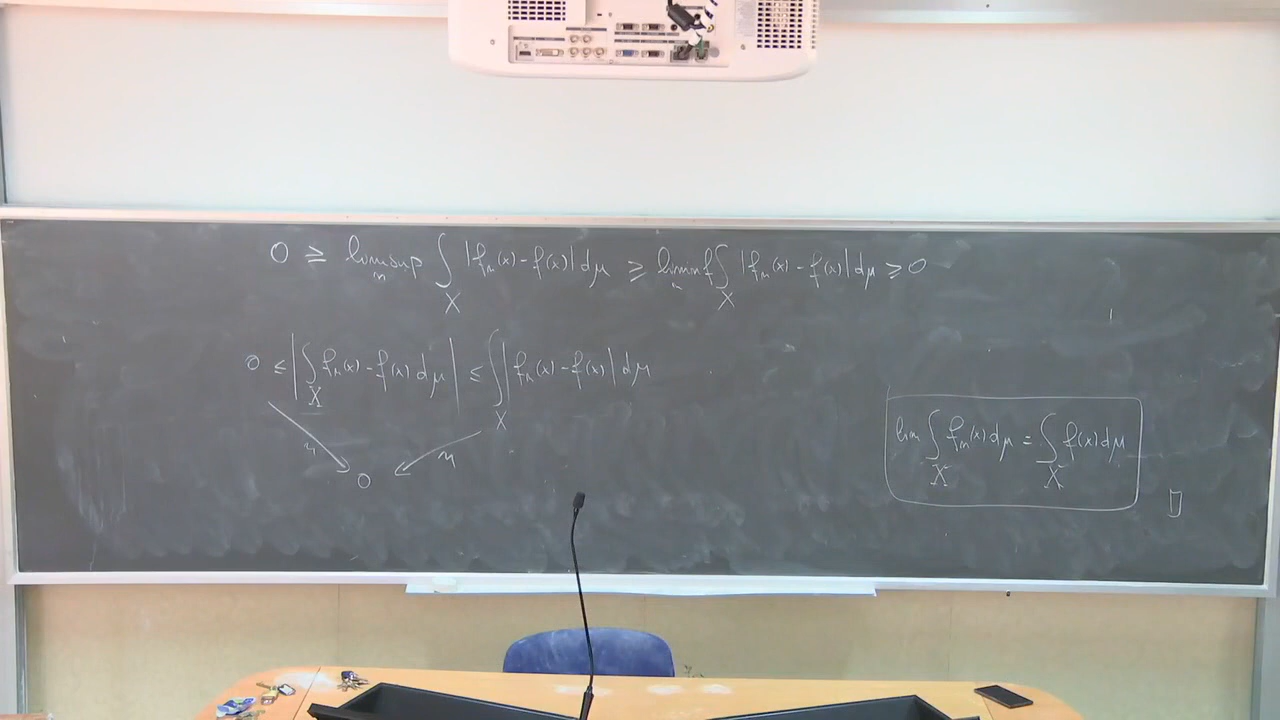 0 ≥ limsup_n ∫_X |f_n(x) - f(x)| dμ ≥ liminf_n ∫_X |f_n(x) - f(x)| dμ ≥ 0
0 ≤ |∫_X f_n(x) - f(x) dμ| ≤ ∫_X |f_n(x) - f(x)| dμ
n n
0
lim ∫_X f_n(x) dμ = ∫_X f(x) dμ